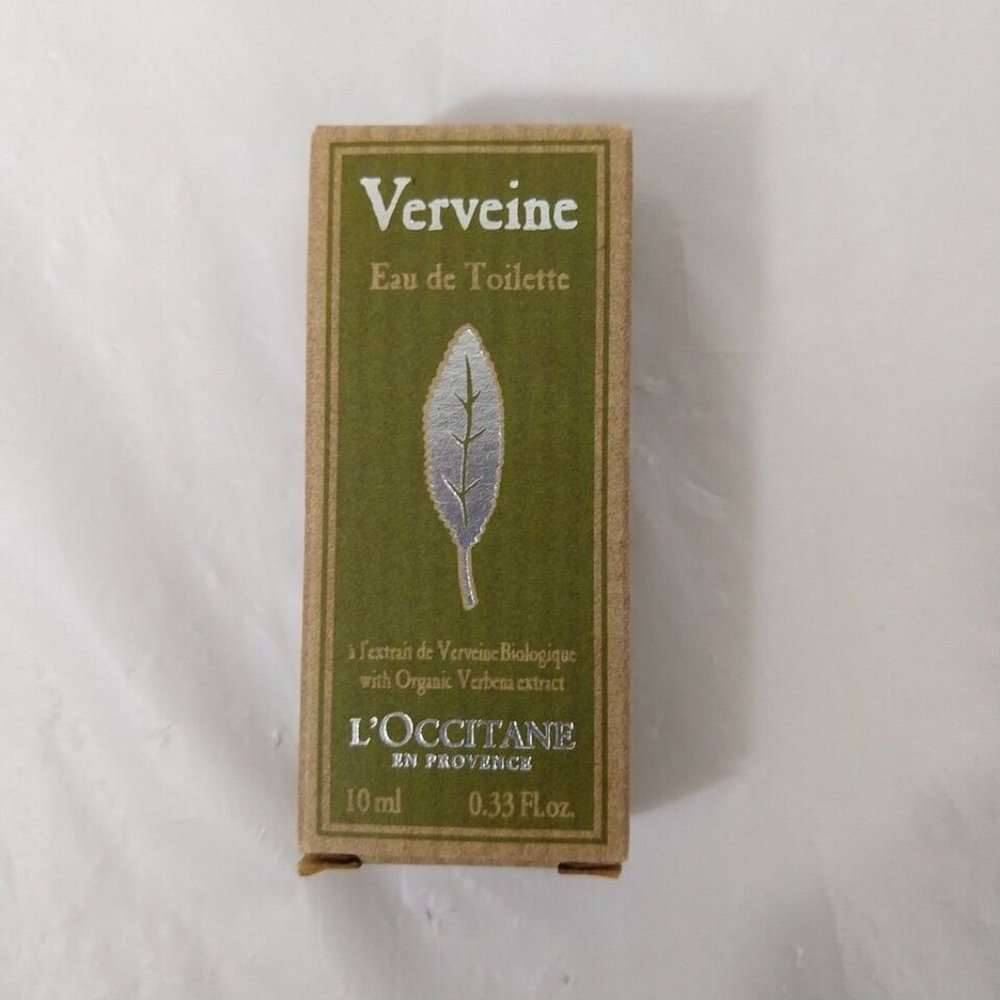 Verveine
Eau de Toilette
à l'extrait de Verveine Biologique
with Organic Verbena extract
L'OCCITANE
EN PROVENCE
10 ml 0.33 Fl.oz.